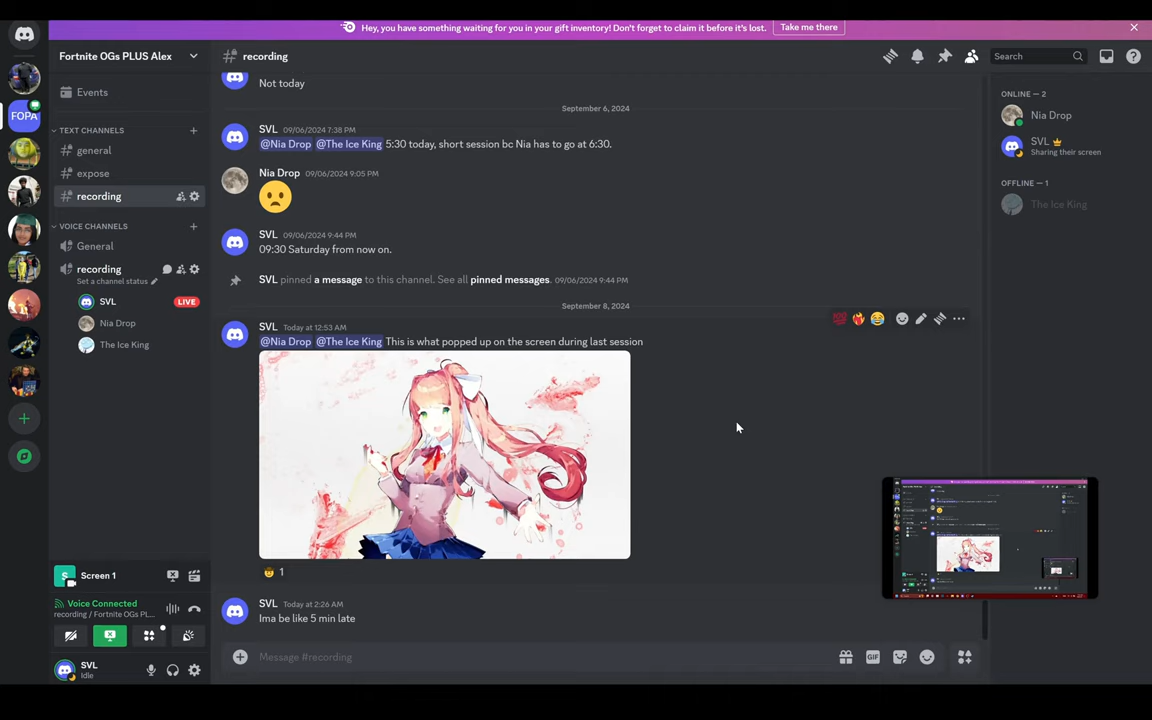 Hey, you have something waiting for you in your gift inventory! Don't forget to claim it before it's lost. Take me there
Fortnite OGs PLUS Alex
recording
Search
FOPA
Events
TEXT CHANNELS
general
expose
recording
VOICE CHANNELS
General
recording
Set a channel status
SVL LIVE
Nia Drop
The Ice King
Not today
September 6, 2024
SVL 09/06/2024 7:38 PM
@Nia Drop @The Ice King 5:30 today, short session bc Nia has to go at 6:30.
Nia Drop 09/06/2024 9:05 PM
SVL 09/06/2024 9:44 PM
09:30 Saturday from now on.
SVL pinned a message to this channel. See all pinned messages. 09/06/2024 9:44 PM
September 8, 2024
SVL Today at 12:53 AM
@Nia Drop @The Ice King This is what popped up on the screen during last session
1
SVL Today at 2:26 AM
Ima be like 5 min late
Message #recording
GIF
ONLINE — 2
Nia Drop
SVL
Sharing their screen
OFFLINE — 1
The Ice King
S Screen 1
Voice Connected
recording / Fortnite OGs PL...
SVL
Idle